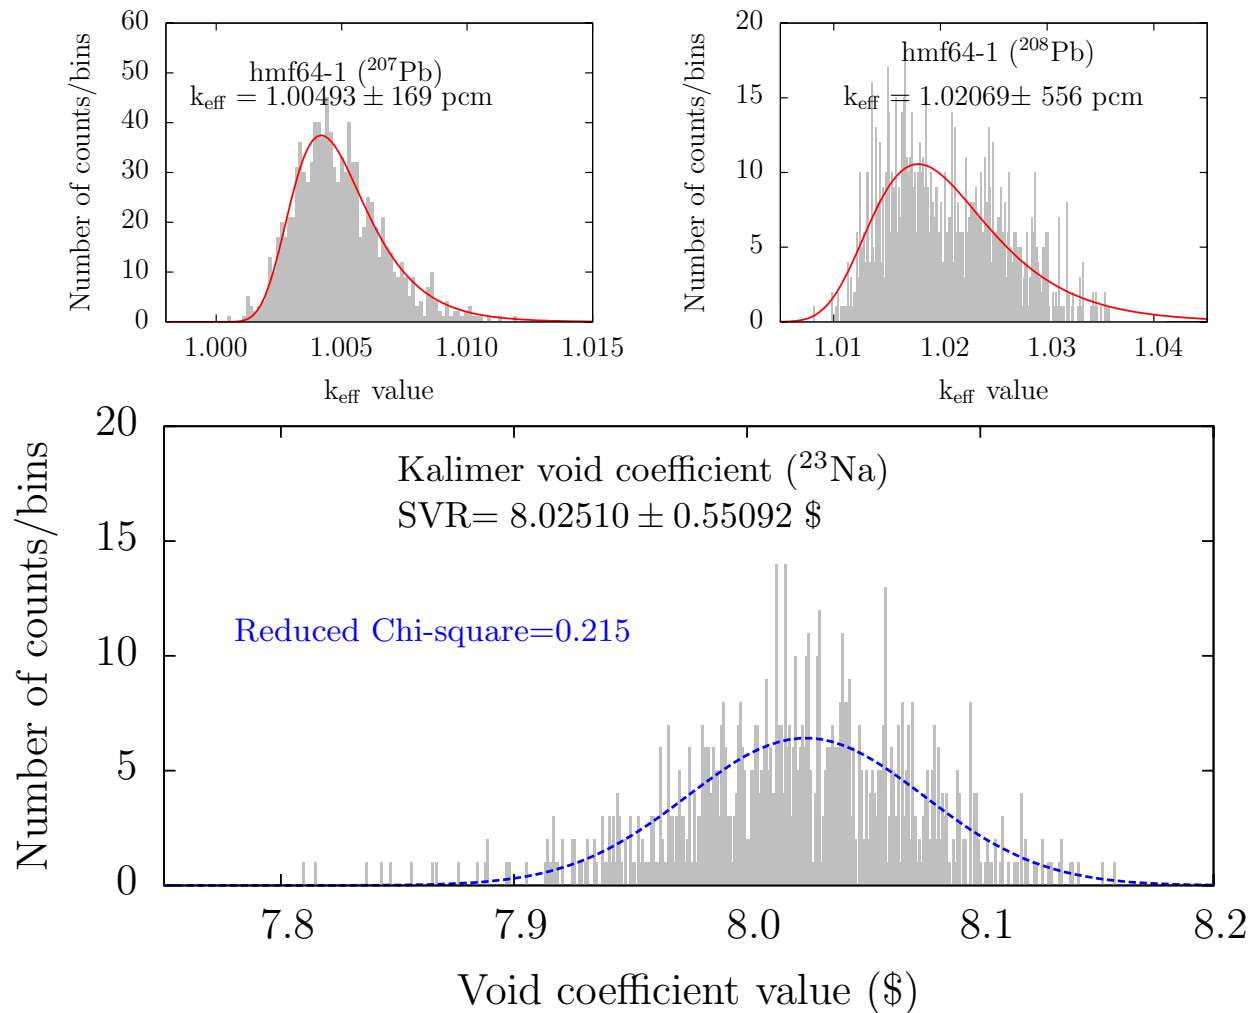 60
50
40
30
20
10
0
Number of counts/bins
hmf64-1 (²⁰⁷Pb)
k_eff = 1.00493 ± 169 pcm
1.000 1.005 1.010 1.015
k_eff value
20
15
10
5
0
Number of counts/bins
hmf64-1 (²⁰⁸Pb)
k_eff = 1.02069± 556 pcm
1.01 1.02 1.03 1.04
k_eff value
20
15
10
5
0
Number of counts/bins
Kalimer void coefficient (²³Na)
SVR= 8.02510 ± 0.55092 $
Reduced Chi-square=0.215
7.8 7.9 8.0 8.1 8.2
Void coefficient value ($)